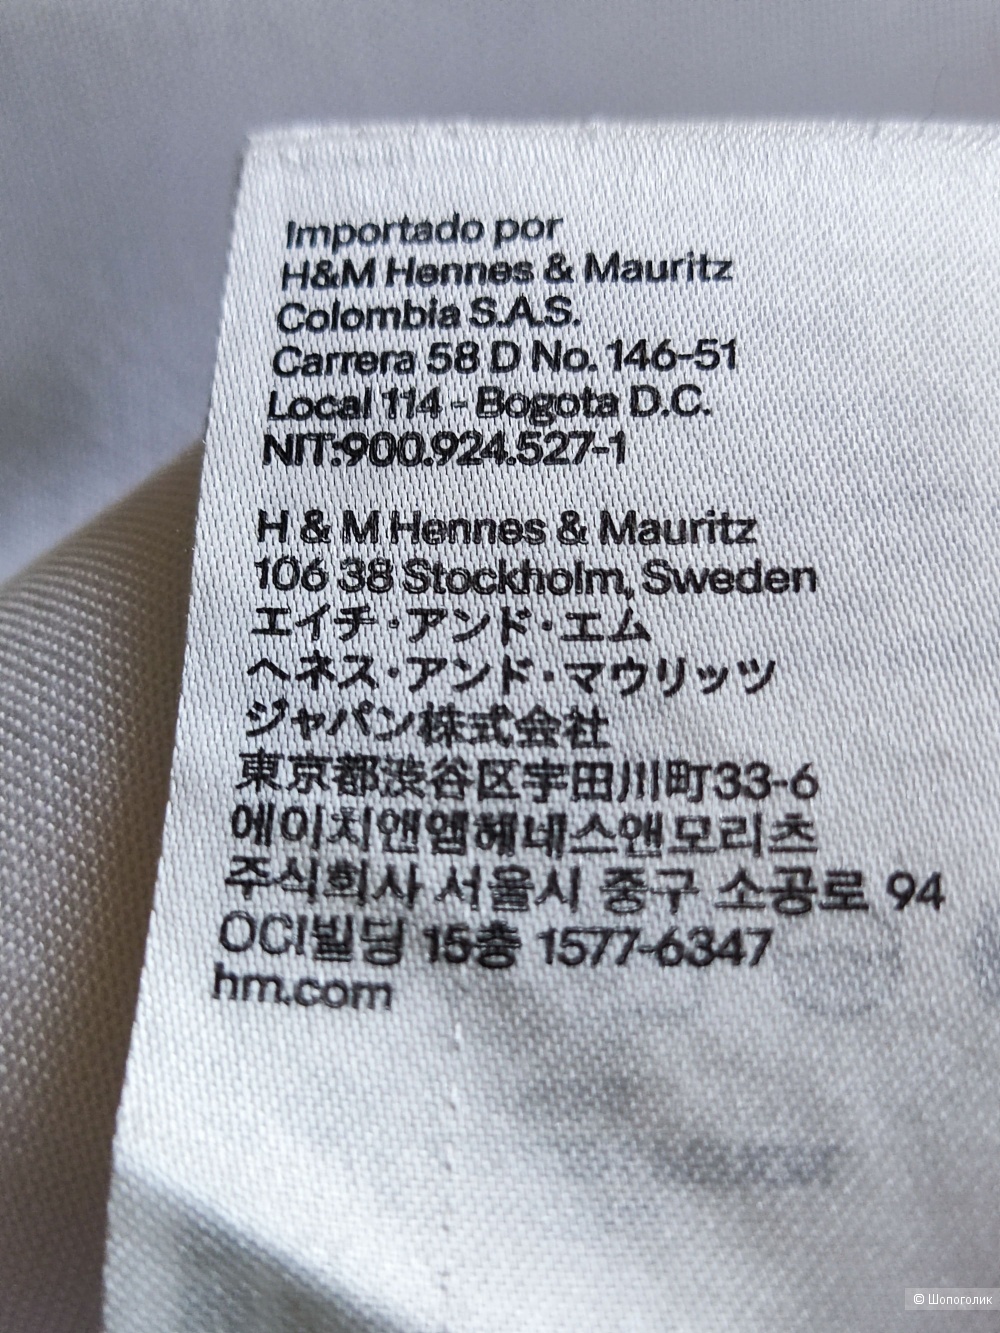 Importado por
H&M Hennes & Mauritz
Colombia S.A.S.
Carrera 58 D No. 146-51
Local 114 - Bogota D.C.
NIT:900.924.527-1
H & M Hennes & Mauritz
106 38 Stockholm, Sweden
エイチ・アンド・エム
ヘネス・アンド・マウリッツ
ジャパン株式会社
東京都渋谷区宇田川町33-6
에이치앤엠헤네스앤모리츠
주식회사 서울시 중구 소공로 94
OCI빌딩 15층 1577-6347
hm.com
© Шопоголик